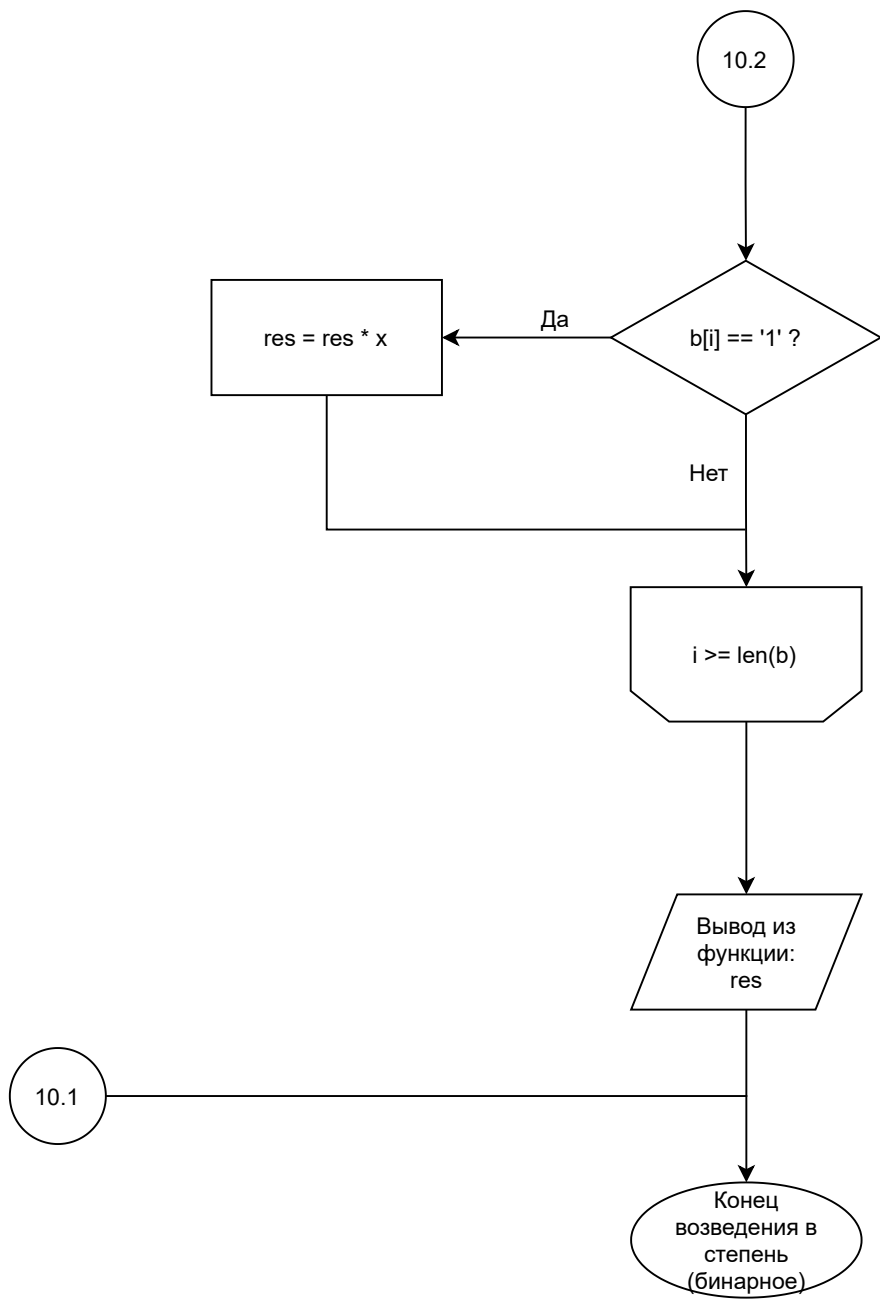 10.2
Да
res = res * x
b[i] == '1' ?
Нет
i >= len(b)
Вывод из
функции:
res
10.1
Конец
возведения в
степень
(бинарное)